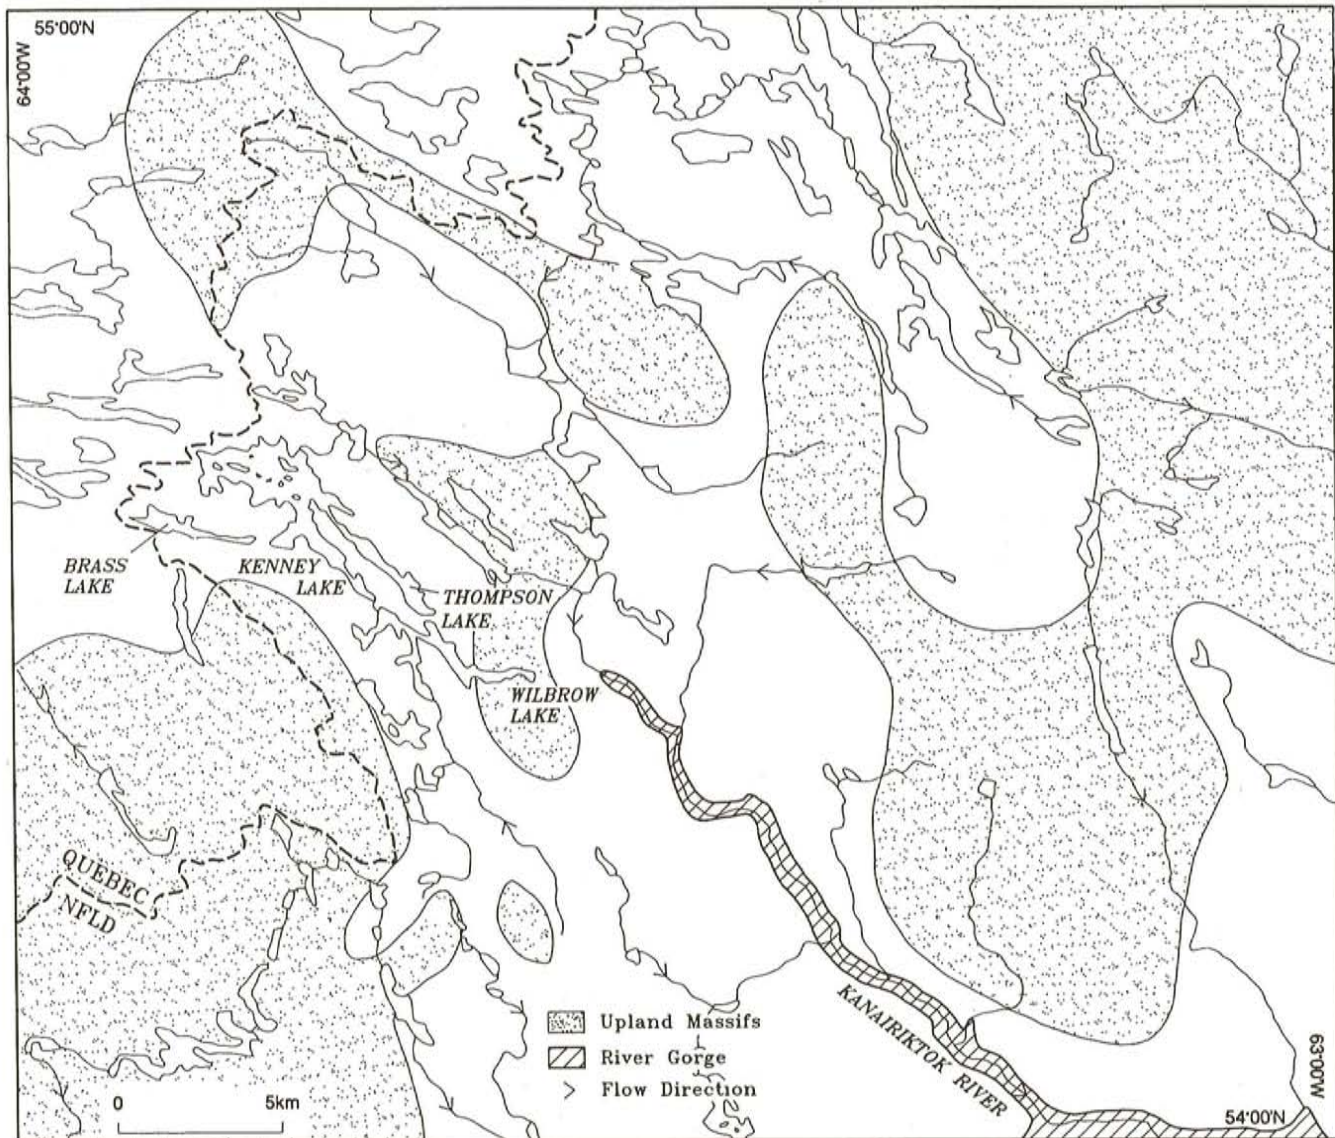 55°00'N
64°00'W
BRASS
LAKE
KENNEY
LAKE
THOMPSON
LAKE
WILBROW
LAKE
QUEBEC
NFLD
KANAIRIKTOK RIVER
Upland Massifs
River Gorge
Flow Direction
0 5km
63°00'W
54°00'N